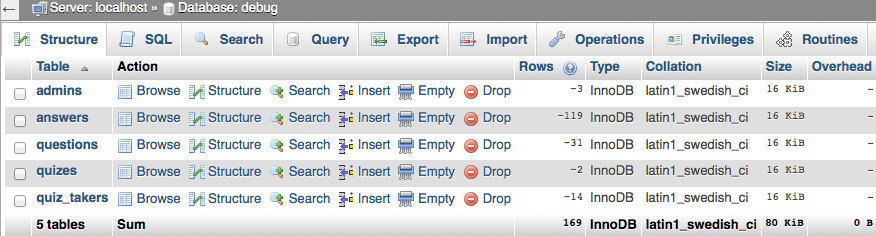 Server: localhost » Database: debug
Structure SQL Search Query Export Import Operations Privileges Routines
Table Action Rows Type Collation Size Overhead
admins Browse Structure Search Insert Empty Drop ~3 InnoDB latin1_swedish_ci 16 KiB -
answers Browse Structure Search Insert Empty Drop ~119 InnoDB latin1_swedish_ci 16 KiB -
questions Browse Structure Search Insert Empty Drop ~31 InnoDB latin1_swedish_ci 16 KiB -
quizes Browse Structure Search Insert Empty Drop ~2 InnoDB latin1_swedish_ci 16 KiB -
quiz_takers Browse Structure Search Insert Empty Drop ~14 InnoDB latin1_swedish_ci 16 KiB -
5 tables Sum 169 InnoDB latin1_swedish_ci 80 KiB 0 B